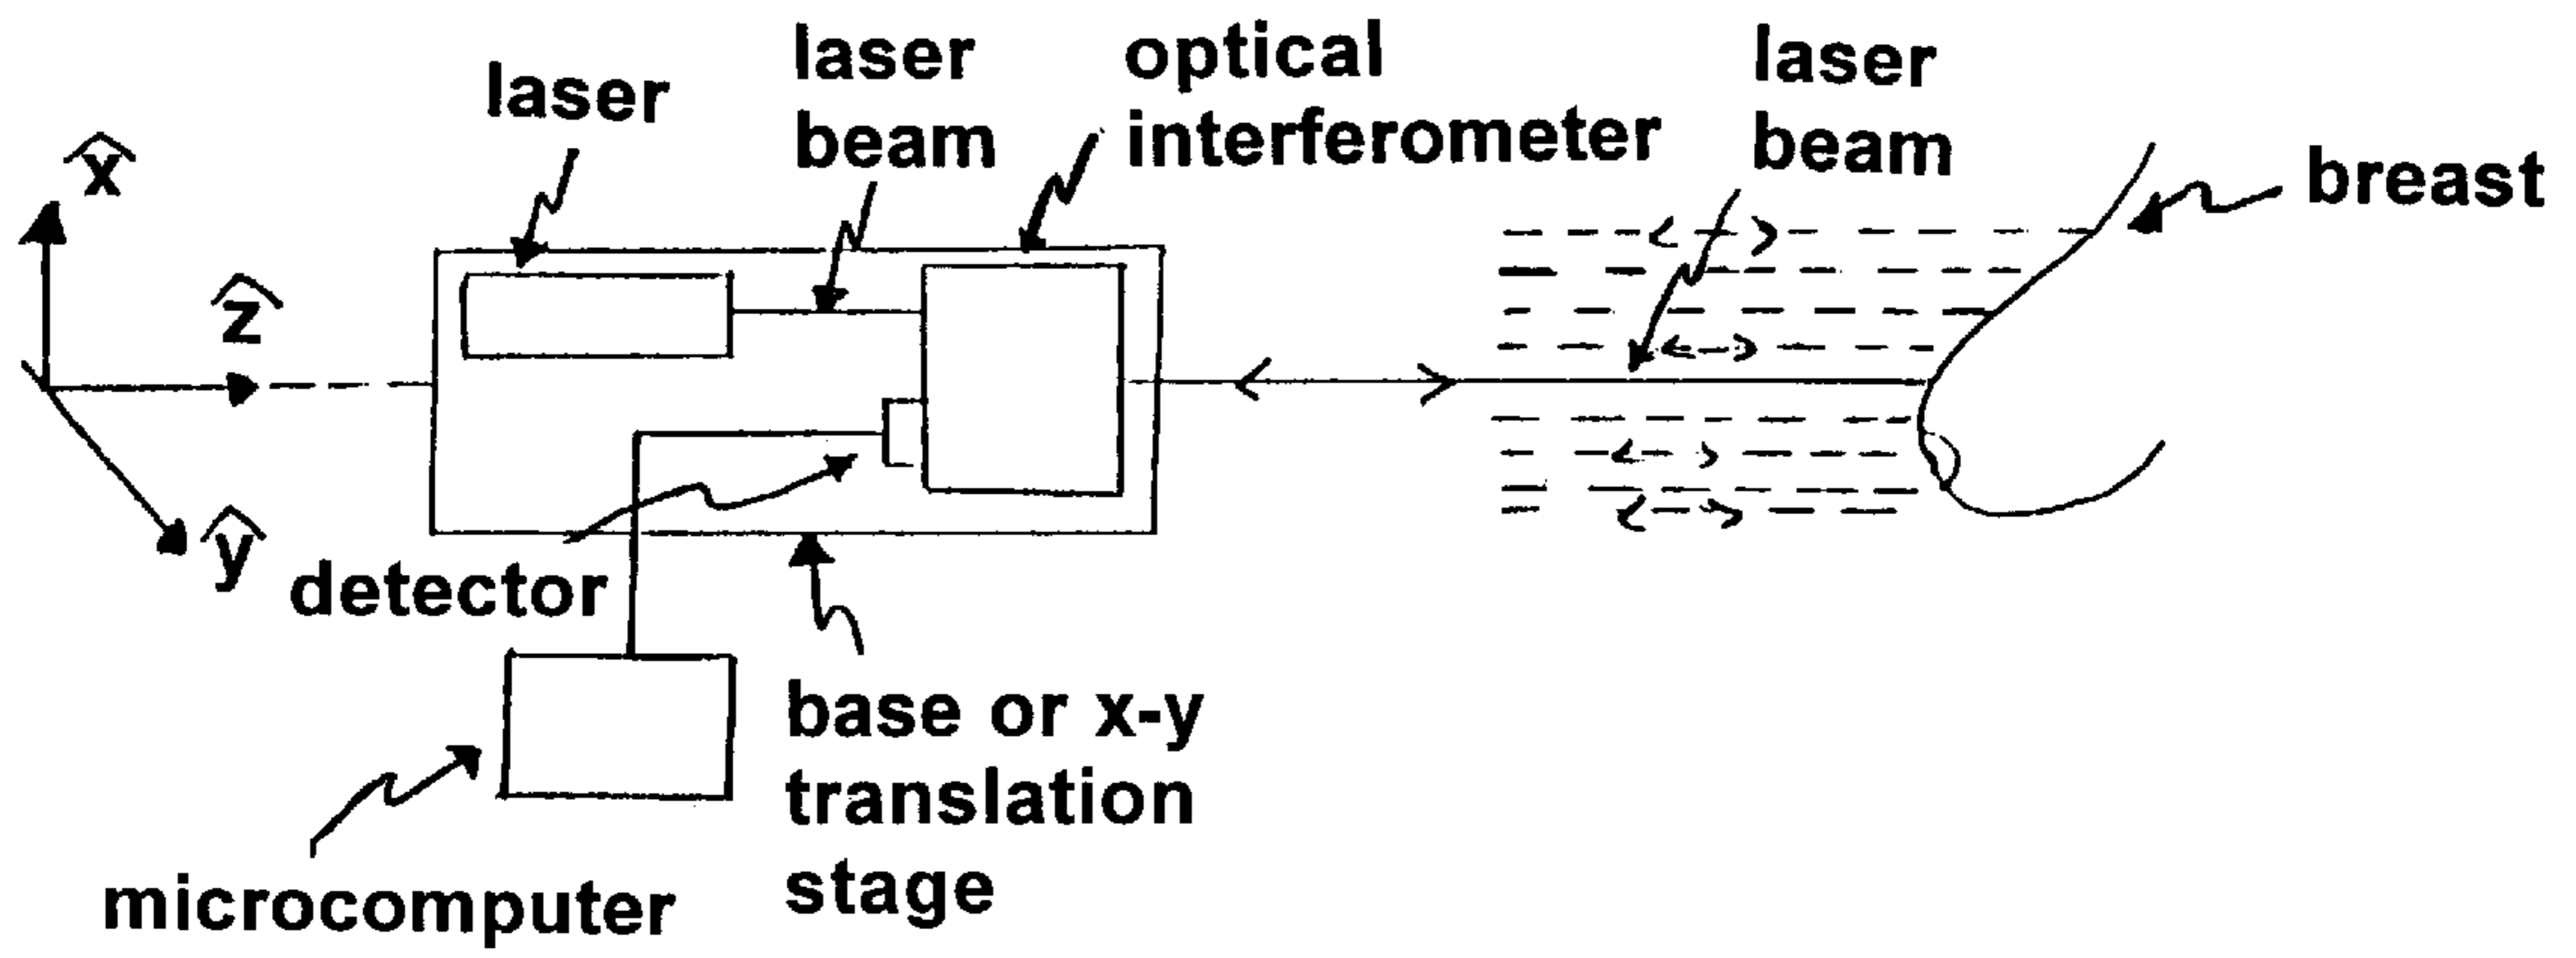 laser
laser
beam
optical
interferometer
laser
beam
breast
x̂
ẑ
ŷ
detector
base or x-y
translation
stage
microcomputer